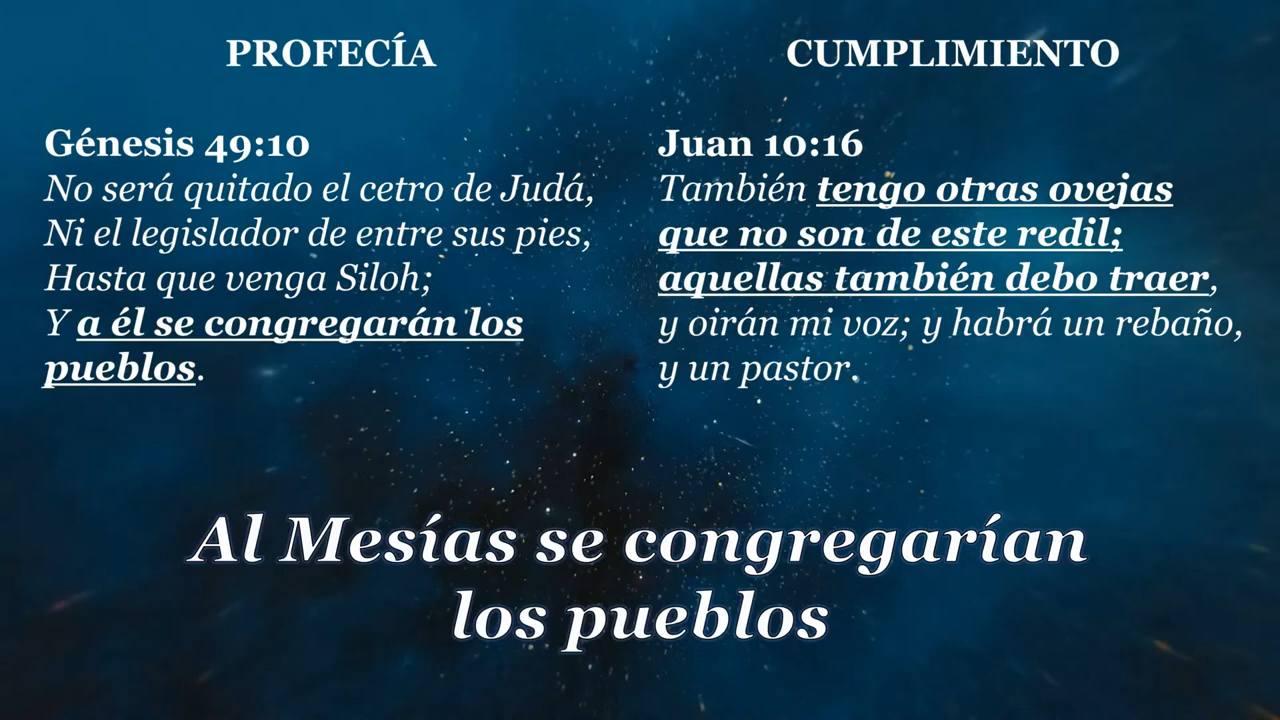 PROFECÍA
Génesis 49:10
No será quitado el cetro de Judá,
Ni el legislador de entre sus pies,
Hasta que venga Siloh;
Y a él se congregarán los
pueblos.
CUMPLIMIENTO
Juan 10:16
También tengo otras ovejas
que no son de este redil;
aquellas también debo traer,
y oirán mi voz; y habrá un rebaño,
y un pastor.
Al Mesías se congregarían
los pueblos